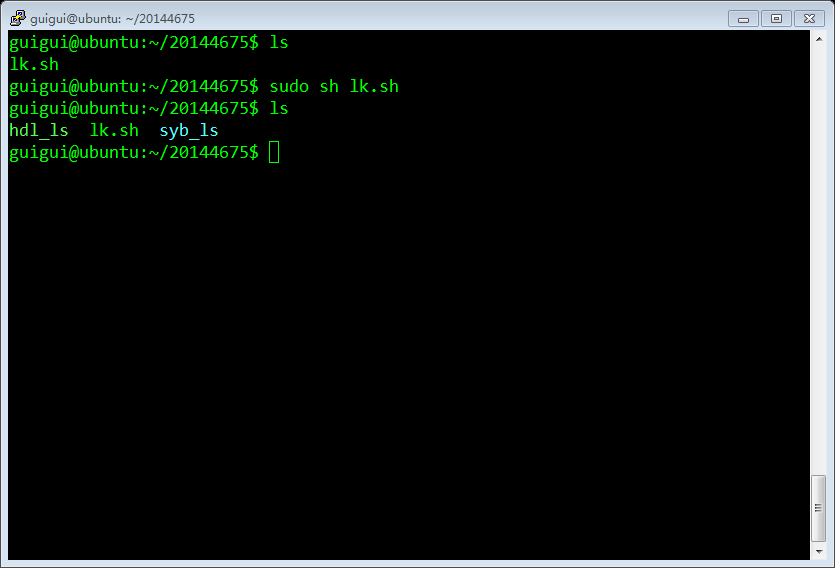 guigui@ubuntu: ~/20144675
guigui@ubuntu:~/20144675$ ls
lk.sh
guigui@ubuntu:~/20144675$ sudo sh lk.sh
guigui@ubuntu:~/20144675$ ls
hdl_ls  lk.sh  syb_ls
guigui@ubuntu:~/20144675$